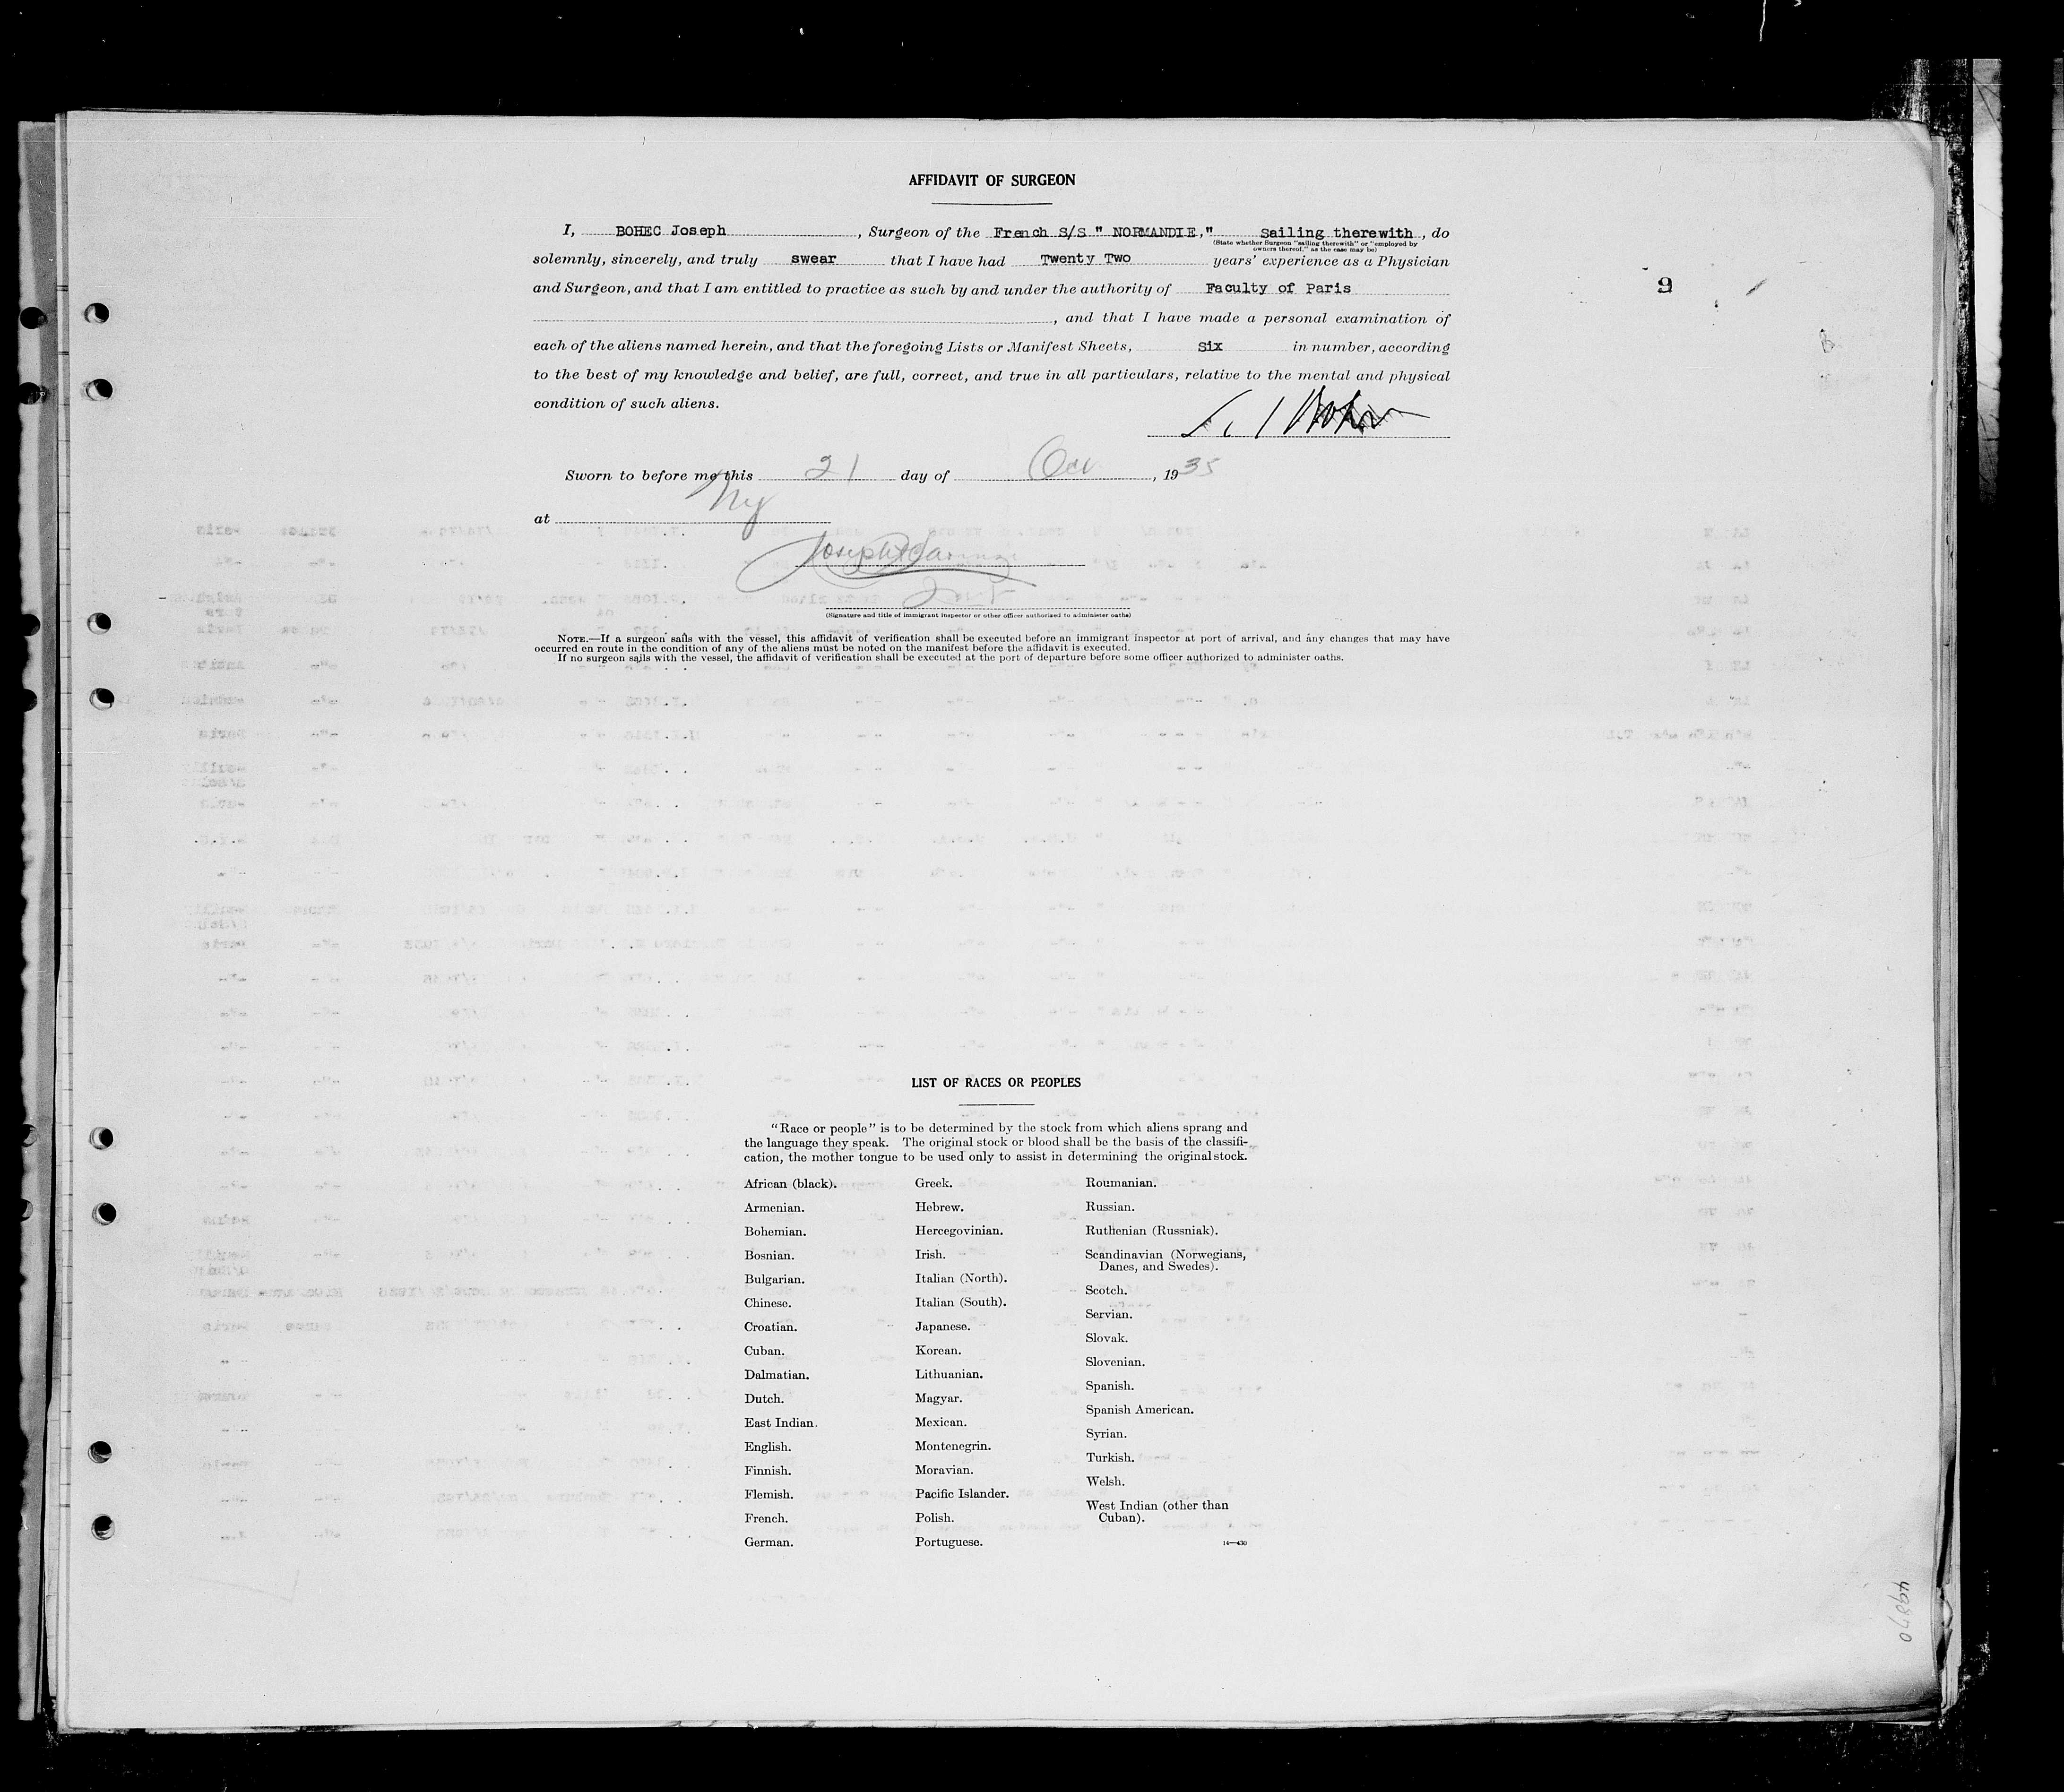 AFFIDAVIT OF SURGEON
I, BOHEC Joseph, Surgeon of the French S/S " NORMANDIE," Sailing therewith, do
(State whether Surgeon "sailing therewith" or "employed by
owners thereof," as the case may be)
solemnly, sincerely, and truly swear that I have had Twenty Two years' experience as a Physician
and Surgeon, and that I am entitled to practice as such by and under the authority of Faculty of Paris
9
, and that I have made a personal examination of
each of the aliens named herein, and that the foregoing Lists or Manifest Sheets, Six in number, according
to the best of my knowledge and belief, are full, correct, and true in all particulars, relative to the mental and physical
condition of such aliens.
Sworn to before me this 21 day of Oct, 1935
at NY
Joseph
(Signature and title of immigrant inspector or other officer authorized to administer oaths)
NOTE.—If a surgeon sails with the vessel, this affidavit of verification shall be executed before an immigrant inspector at port of arrival, and any changes that may have
occurred en route in the condition of any of the aliens must be noted on the manifest before the affidavit is executed.
If no surgeon sails with the vessel, the affidavit of verification shall be executed at the port of departure before some officer authorized to administer oaths.
LIST OF RACES OR PEOPLES
"Race or people" is to be determined by the stock from which aliens sprang and
the language they speak. The original stock or blood shall be the basis of the classifi-
cation, the mother tongue to be used only to assist in determining the original stock.
African (black).
Armenian.
Bohemian.
Bosnian.
Bulgarian.
Chinese.
Croatian.
Cuban.
Dalmatian.
Dutch.
East Indian.
English.
Finnish.
Flemish.
French.
German.
Greek.
Hebrew.
Hercegovinian.
Irish.
Italian (North).
Italian (South).
Japanese.
Korean.
Lithuanian.
Magyar.
Mexican.
Montenegrin.
Moravian.
Pacific Islander.
Polish.
Portuguese.
Roumanian.
Russian.
Ruthenian (Russniak).
Scandinavian (Norwegians,
Danes, and Swedes).
Scotch.
Servian.
Slovak.
Slovenian.
Spanish.
Spanish American.
Syrian.
Turkish.
Welsh.
West Indian (other than
Cuban).
14—430